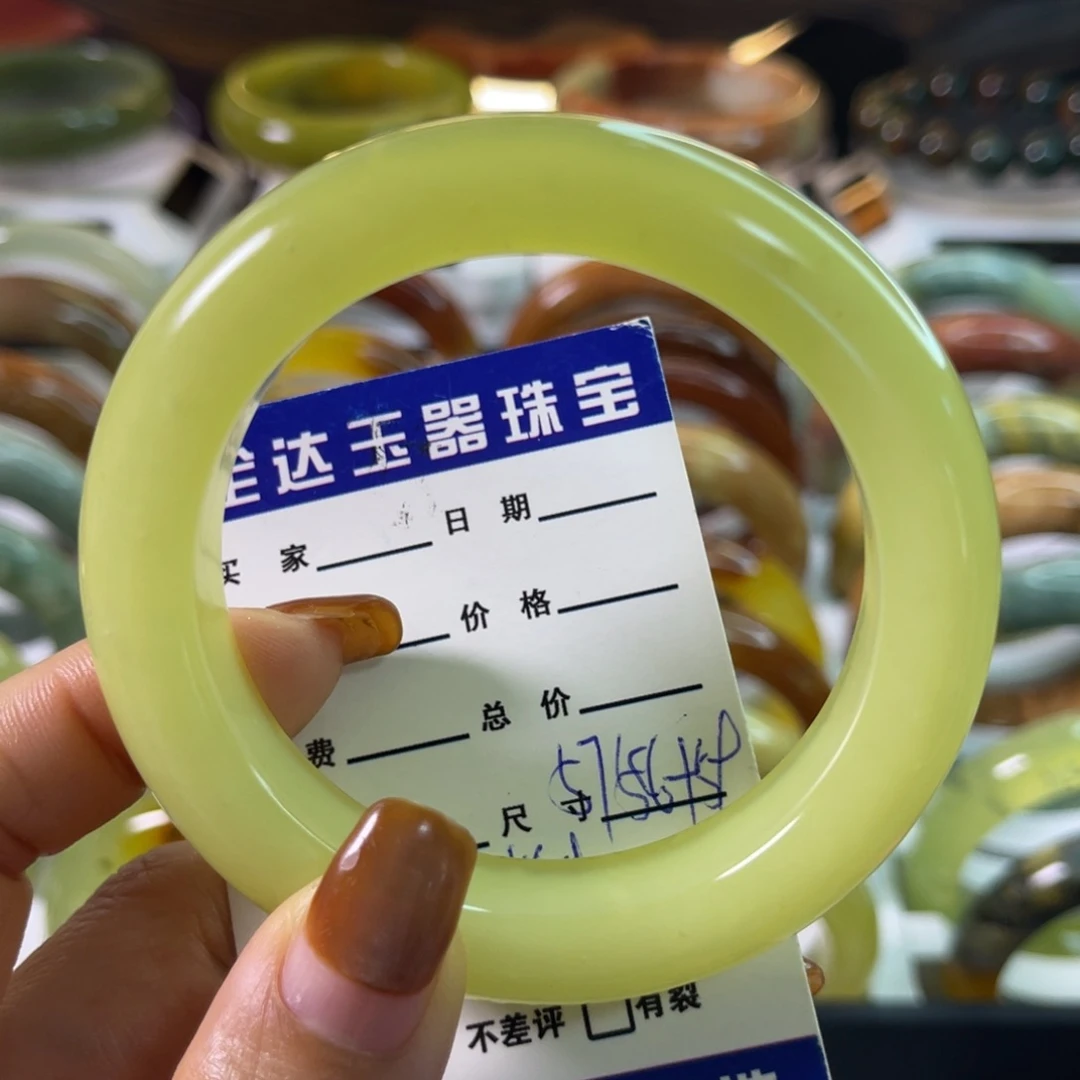 达玉器珠宝
家 日 期
价 格
费 总 价
尺 寸
不差评 有裂